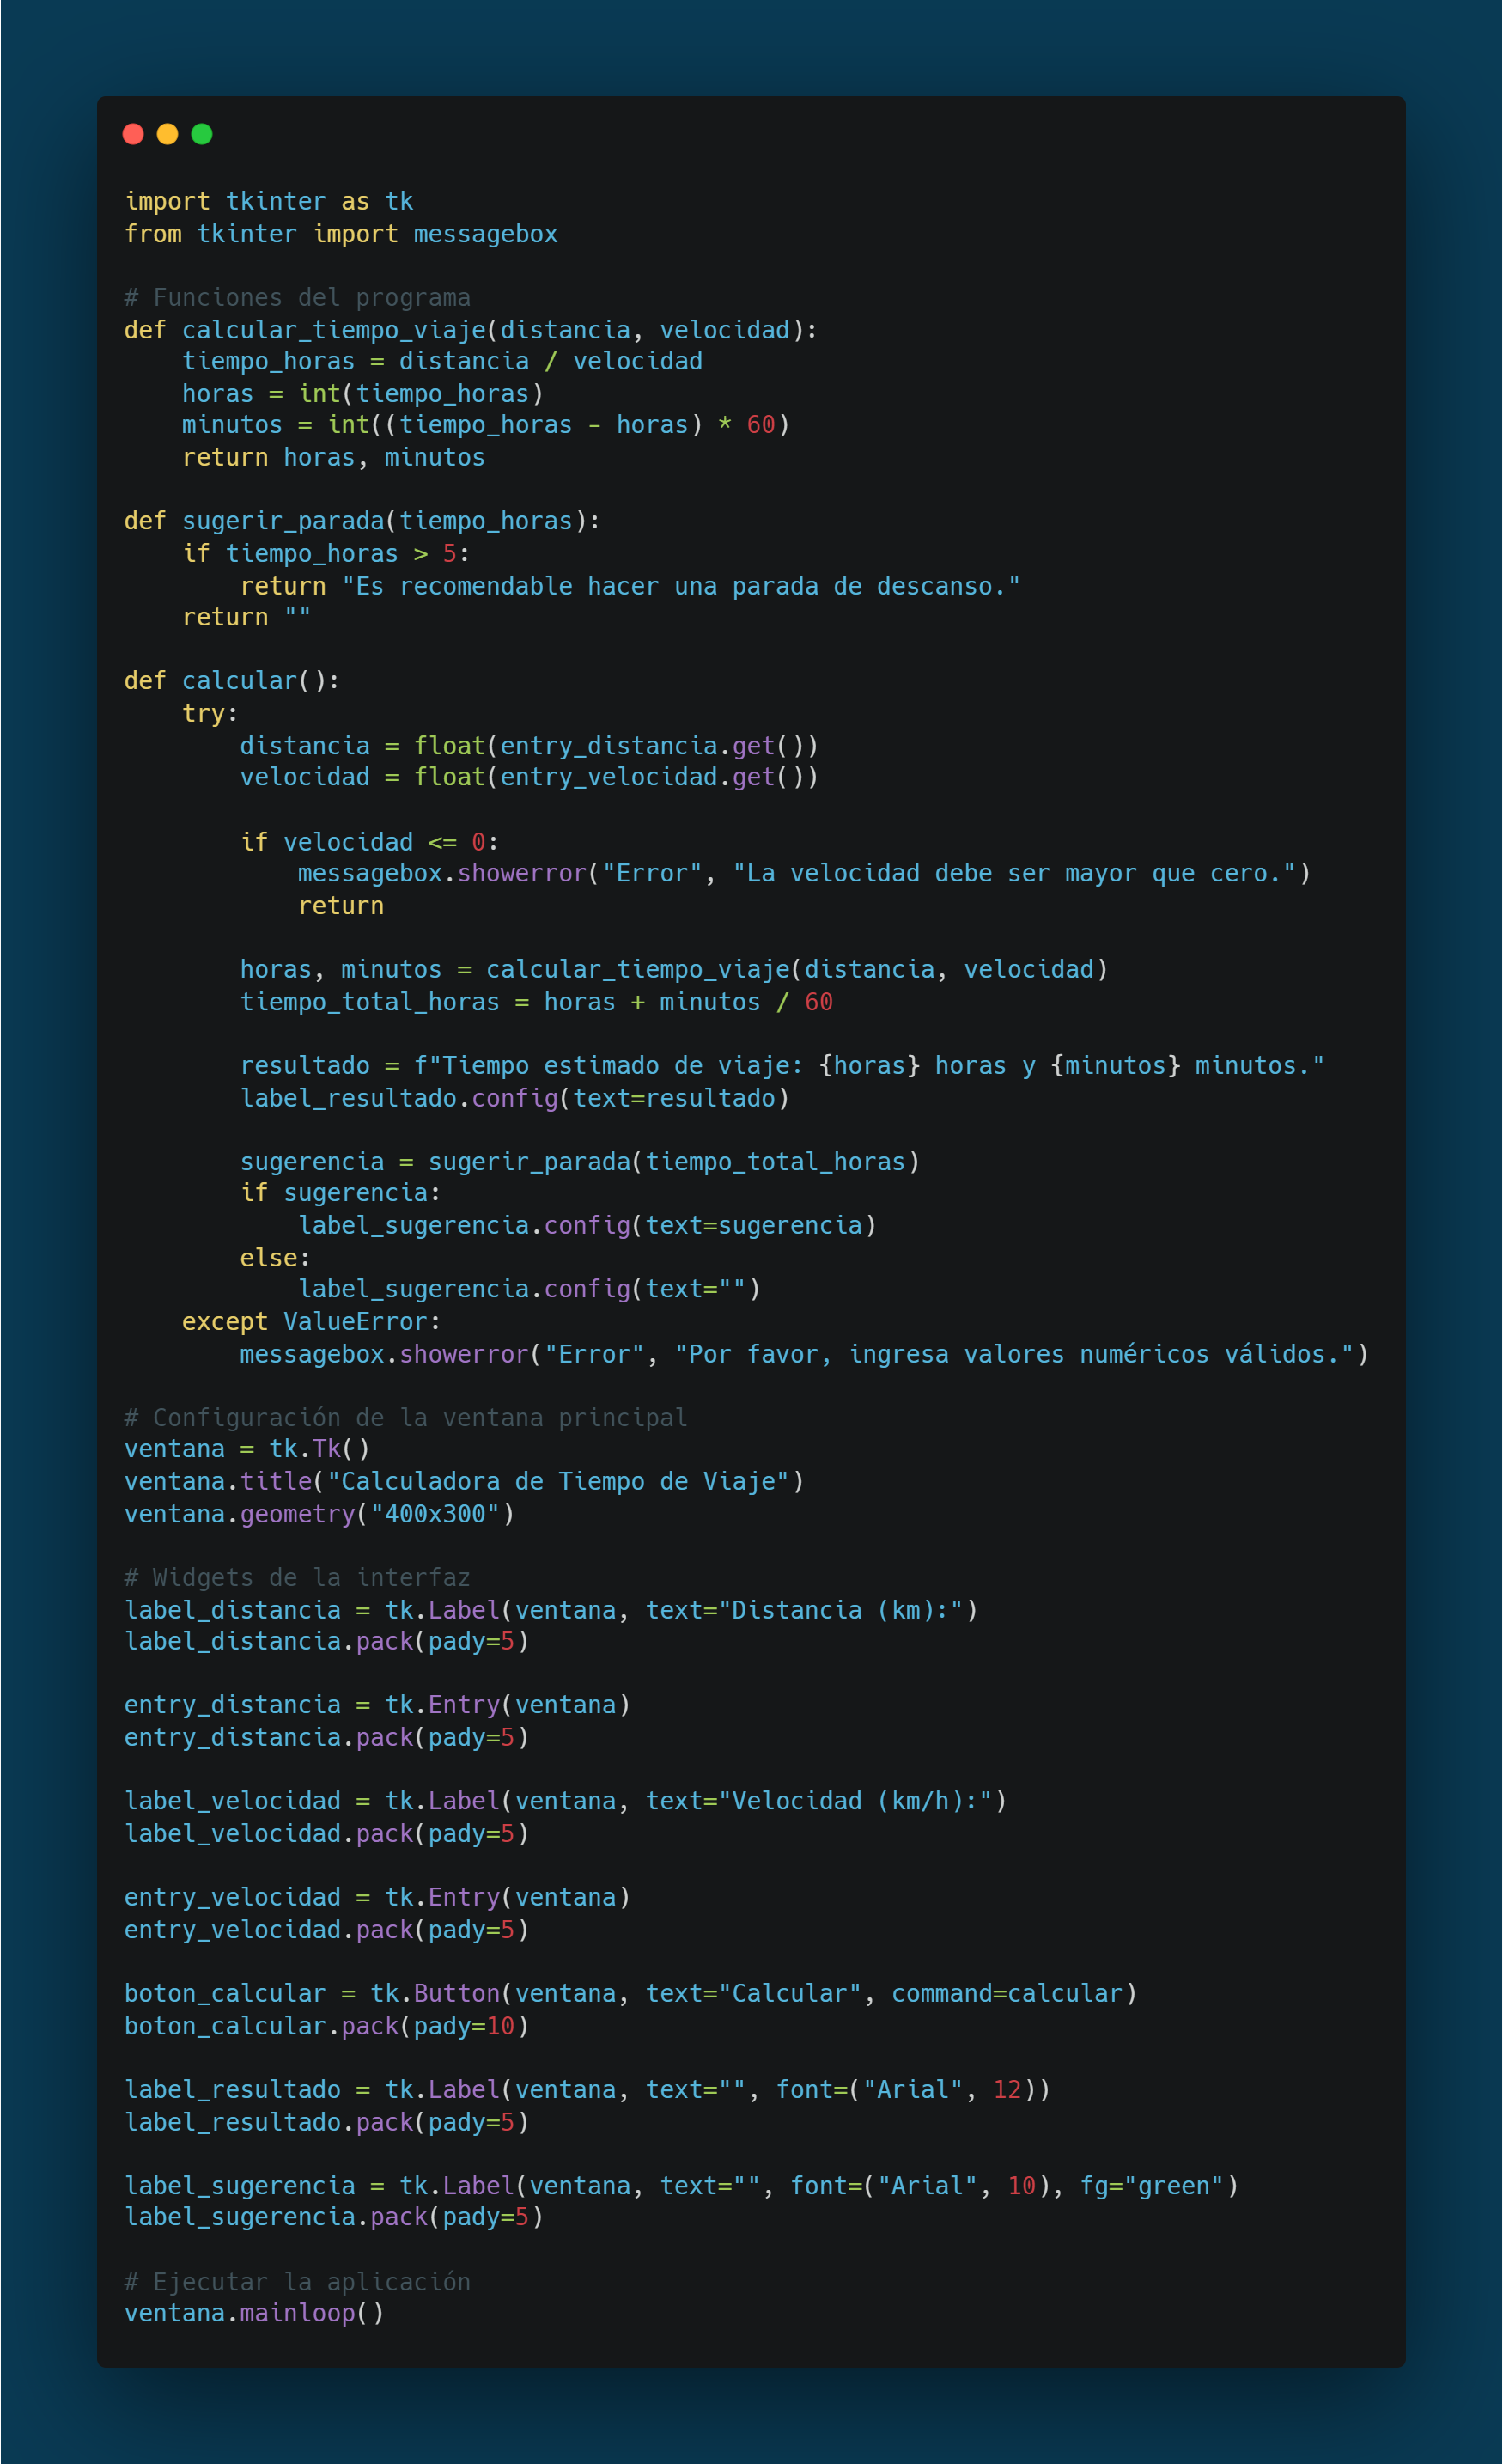 import tkinter as tk
from tkinter import messagebox

# Funciones del programa
def calcular_tiempo_viaje(distancia, velocidad):
    tiempo_horas = distancia / velocidad
    horas = int(tiempo_horas)
    minutos = int((tiempo_horas - horas) * 60)
    return horas, minutos

def sugerir_parada(tiempo_horas):
    if tiempo_horas > 5:
        return "Es recomendable hacer una parada de descanso."
    return ""

def calcular():
    try:
        distancia = float(entry_distancia.get())
        velocidad = float(entry_velocidad.get())

        if velocidad <= 0:
            messagebox.showerror("Error", "La velocidad debe ser mayor que cero.")
            return

        horas, minutos = calcular_tiempo_viaje(distancia, velocidad)
        tiempo_total_horas = horas + minutos / 60

        resultado = f"Tiempo estimado de viaje: {horas} horas y {minutos} minutos."
        label_resultado.config(text=resultado)

        sugerencia = sugerir_parada(tiempo_total_horas)
        if sugerencia:
            label_sugerencia.config(text=sugerencia)
        else:
            label_sugerencia.config(text="")
    except ValueError:
        messagebox.showerror("Error", "Por favor, ingresa valores numéricos válidos.")

# Configuración de la ventana principal
ventana = tk.Tk()
ventana.title("Calculadora de Tiempo de Viaje")
ventana.geometry("400x300")

# Widgets de la interfaz
label_distancia = tk.Label(ventana, text="Distancia (km):")
label_distancia.pack(pady=5)

entry_distancia = tk.Entry(ventana)
entry_distancia.pack(pady=5)

label_velocidad = tk.Label(ventana, text="Velocidad (km/h):")
label_velocidad.pack(pady=5)

entry_velocidad = tk.Entry(ventana)
entry_velocidad.pack(pady=5)

boton_calcular = tk.Button(ventana, text="Calcular", command=calcular)
boton_calcular.pack(pady=10)

label_resultado = tk.Label(ventana, text="", font=("Arial", 12))
label_resultado.pack(pady=5)

label_sugerencia = tk.Label(ventana, text="", font=("Arial", 10), fg="green")
label_sugerencia.pack(pady=5)

# Ejecutar la aplicación
ventana.mainloop()